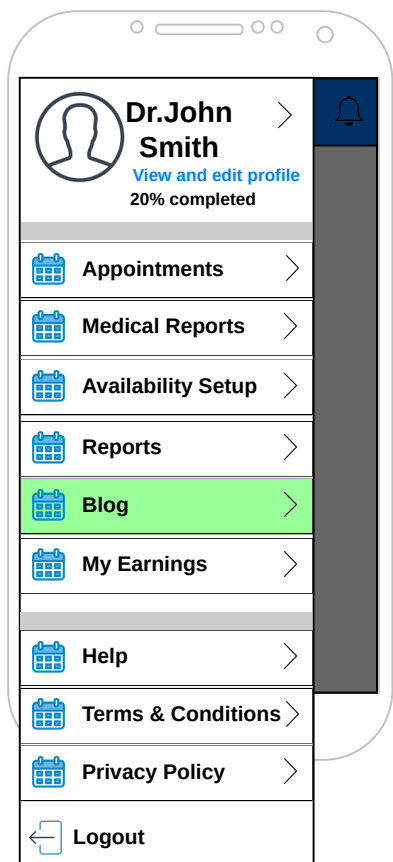 Dr.John
Smith
View and edit profile
20% completed
Appointments
Medical Reports
Availability Setup
Reports
Blog
My Earnings
Help
Terms & Conditions
Privacy Policy
Logout